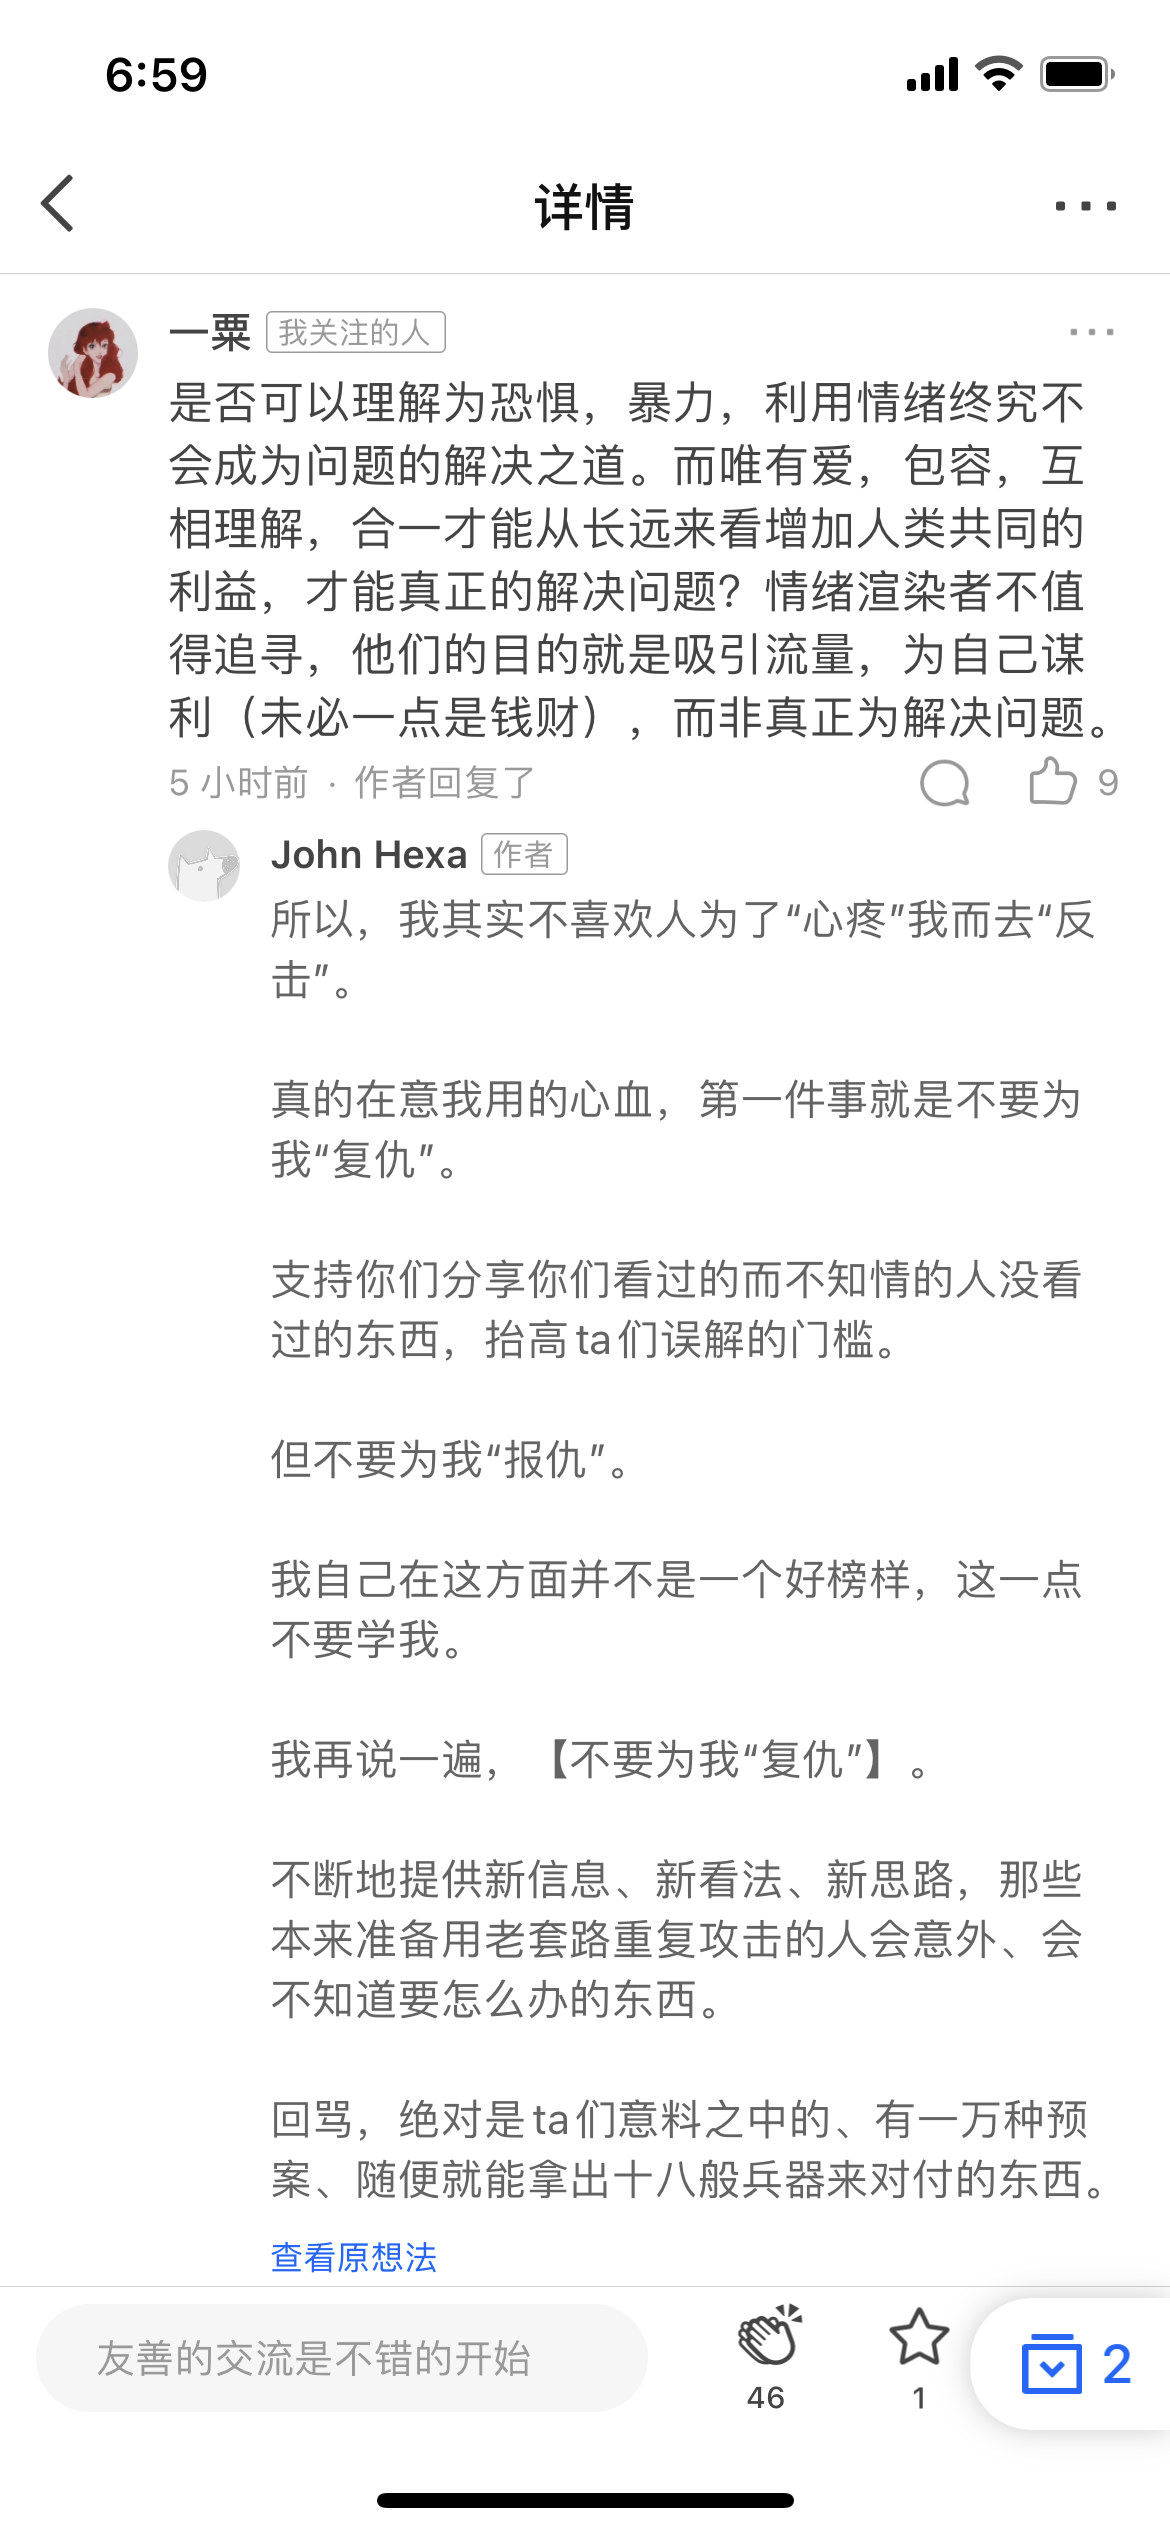 6:59
详情
一粟 我关注的人
是否可以理解为恐惧，暴力，利用情绪终究不
会成为问题的解决之道。而唯有爱，包容，互
相理解，合一才能从长远来看增加人类共同的
利益，才能真正的解决问题？情绪渲染者不值
得追寻，他们的目的就是吸引流量，为自己谋
利（未必一点是钱财），而非真正为解决问题。
5 小时前 · 作者回复了 9
John Hexa 作者
所以，我其实不喜欢人为了“心疼”我而去“反
击”。
真的在意我用的心血，第一件事就是不要为
我“复仇”。
支持你们分享你们看过的而不知情的人没看
过的东西，抬高ta们误解的门槛。
但不要为我“报仇”。
我自己在这方面并不是一个好榜样，这一点
不要学我。
我再说一遍，【不要为我“复仇”】。
不断地提供新信息、新看法、新思路，那些
本来准备用老套路重复攻击的人会意外、会
不知道要怎么办的东西。
回骂，绝对是ta们意料之中的、有一万种预
案、随便就能拿出十八般兵器来对付的东西。
查看原想法
友善的交流是不错的开始
46
1
2